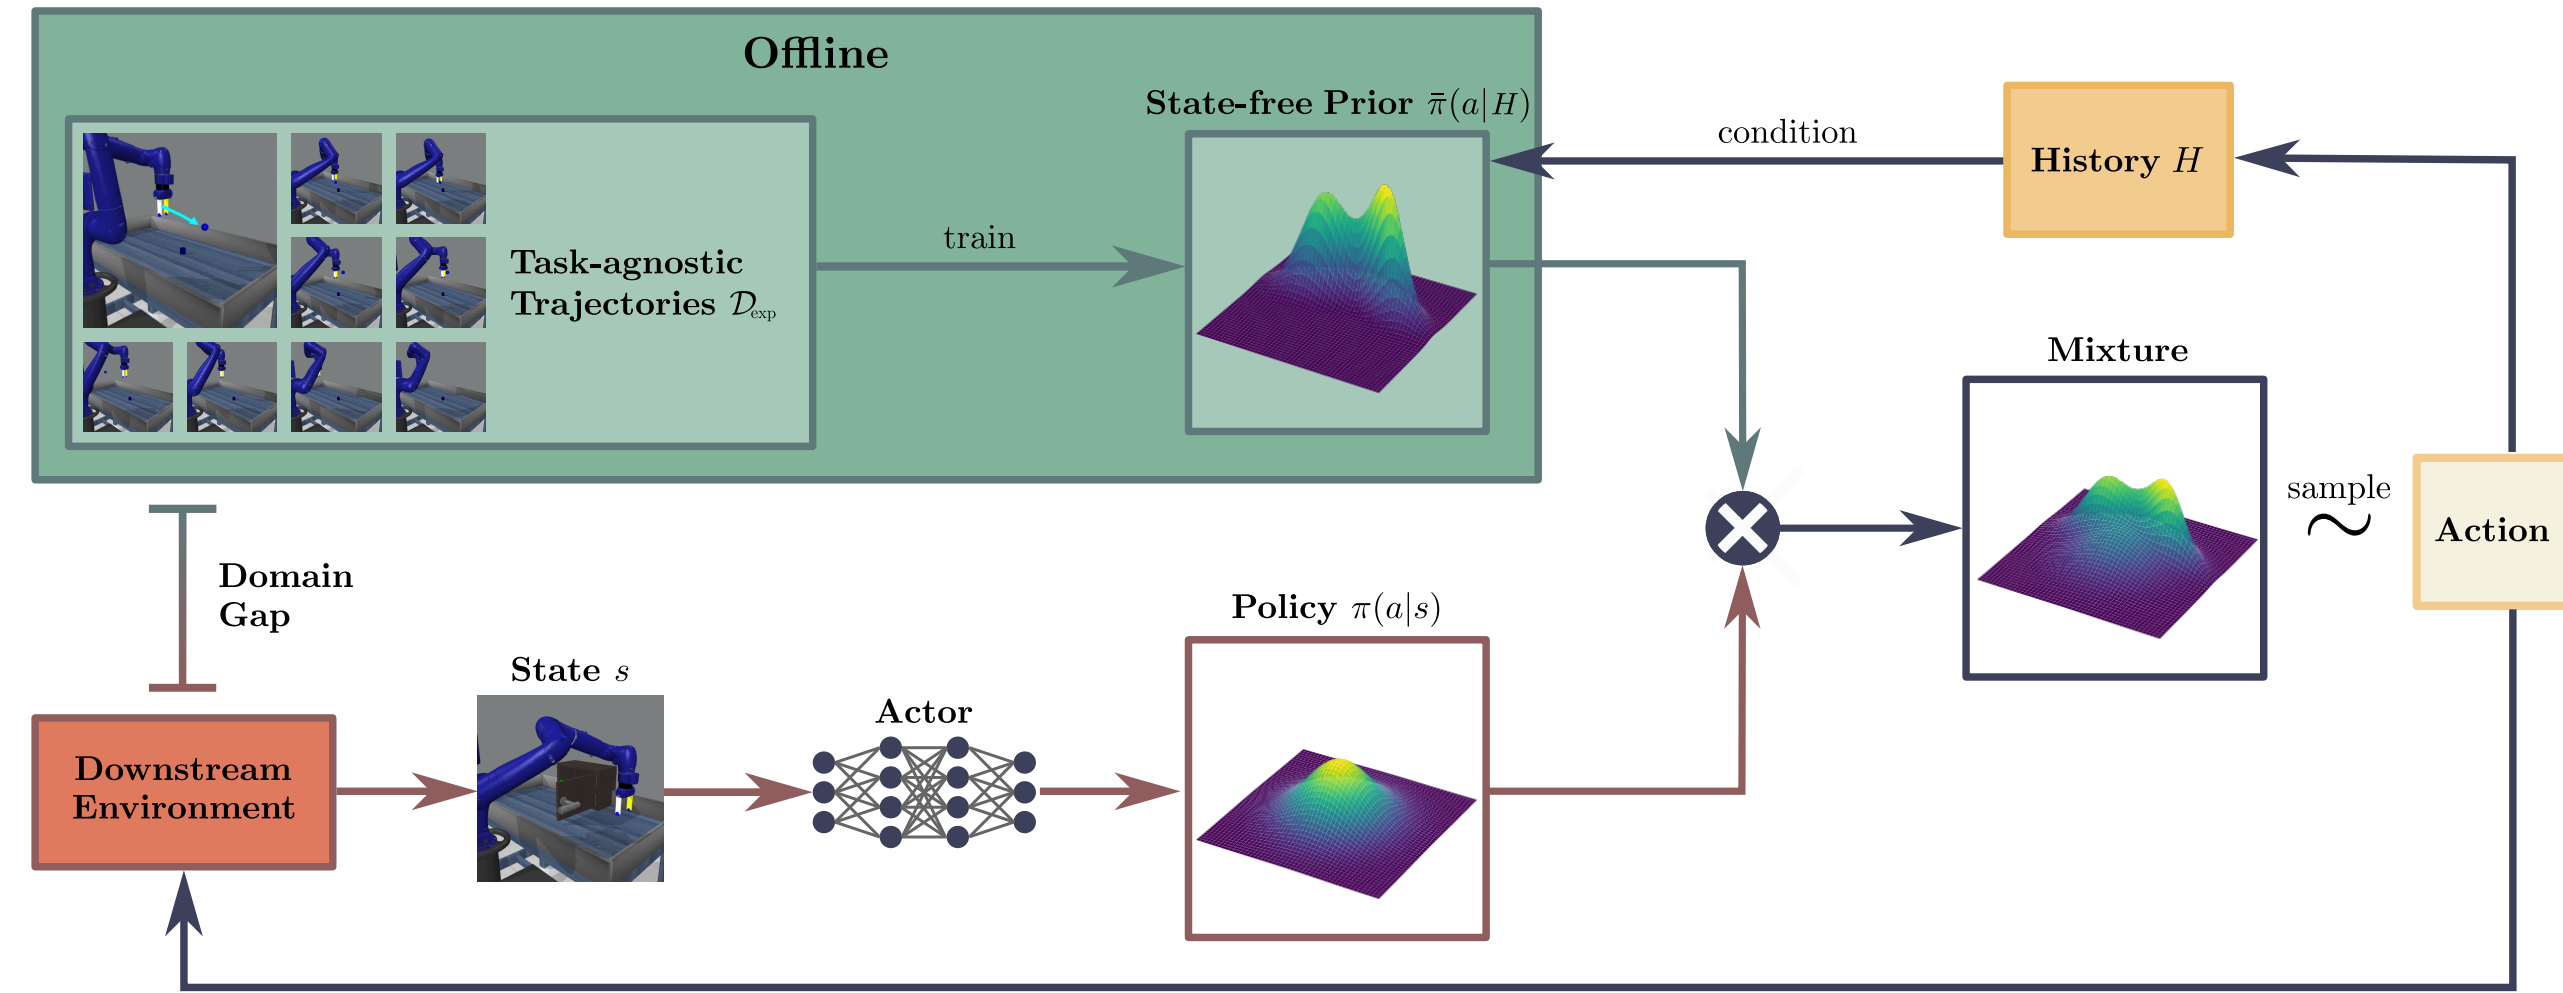 Offline
State-free Prior π̄(a|H)
condition
History H
train
Task-agnostic
Trajectories 𝒟exp
Mixture
sample
∼
Action
Domain
Gap
Policy π(a|s)
State s
Actor
Downstream
Environment